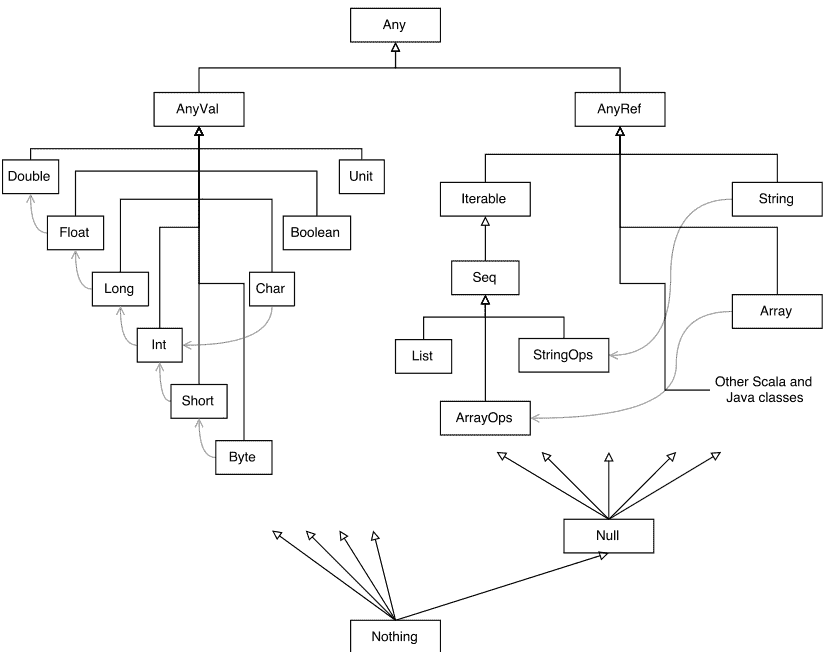 Any
AnyVal
AnyRef
Double
Unit
Iterable
String
Float
Boolean
Seq
Long
Char
Array
Int
List
StringOps
Other Scala and
Java classes
Short
ArrayOps
Byte
Null
Nothing